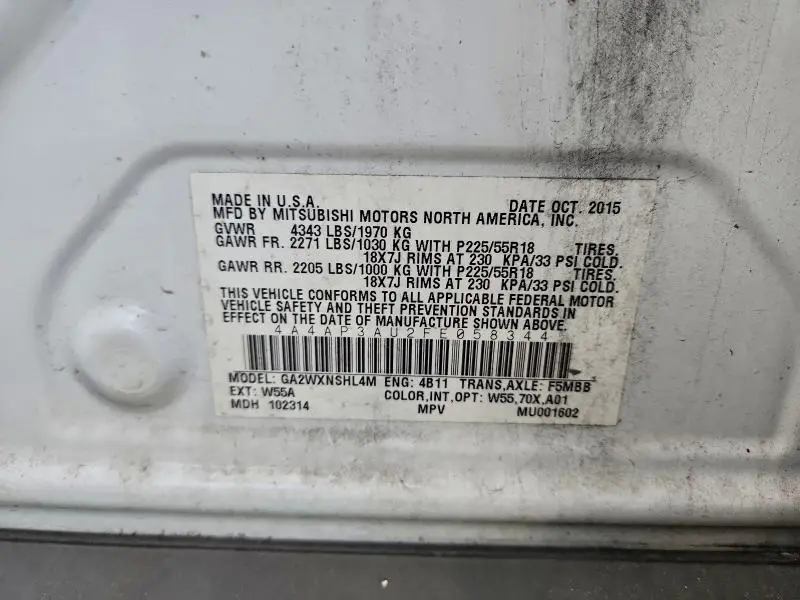 MADE IN U.S.A. DATE OCT. 2015
MFD BY MITSUBISHI MOTORS NORTH AMERICA, INC.
GVWR 4343 LBS/1970 KG
GAWR FR. 2271 LBS/1030 KG WITH P225/55R18 TIRES,
18X7J RIMS AT 230 KPA/33 PSI COLD.
GAWR RR. 2205 LBS/1000 KG WITH P225/55R18 TIRES,
18X7J RIMS AT 230 KPA/33 PSI COLD.
THIS VEHICLE CONFORMS TO ALL APPLICABLE FEDERAL MOTOR
VEHICLE SAFETY AND THEFT PREVENTION STANDARDS IN
EFFECT ON THE DATE OF MANUFACTURE SHOWN ABOVE.
4A4AP3AU2FE058344
MODEL: GA2WXNSHL4M ENG: 4B11 TRANS,AXLE: F5MBB
EXT: W55A COLOR,INT,OPT: W55,70X,A01
MDH 102314 MPV MU001602